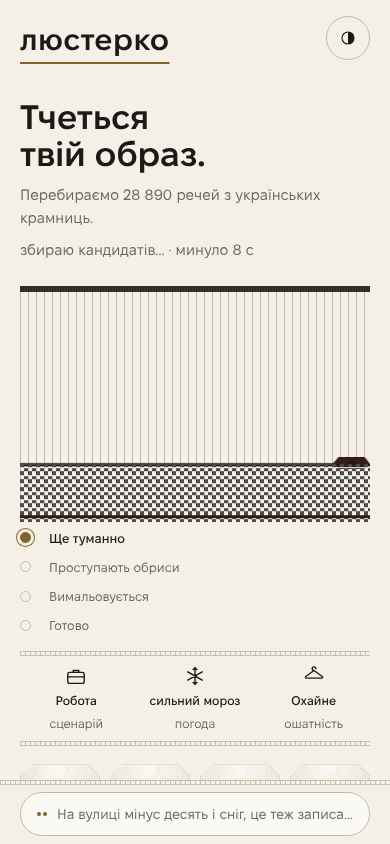 люстерко
Тчеться
твій образ.
Перебираємо 28 890 речей з українських
крамниць.
збираю кандидатів… · минуло 8 с
Ще туманно
Проступають обриси
Вимальовується
Готово
Робота
сценарій
сильний мороз
погода
Охайне
ошатність
На вулиці мінус десять і сніг, це теж записа…